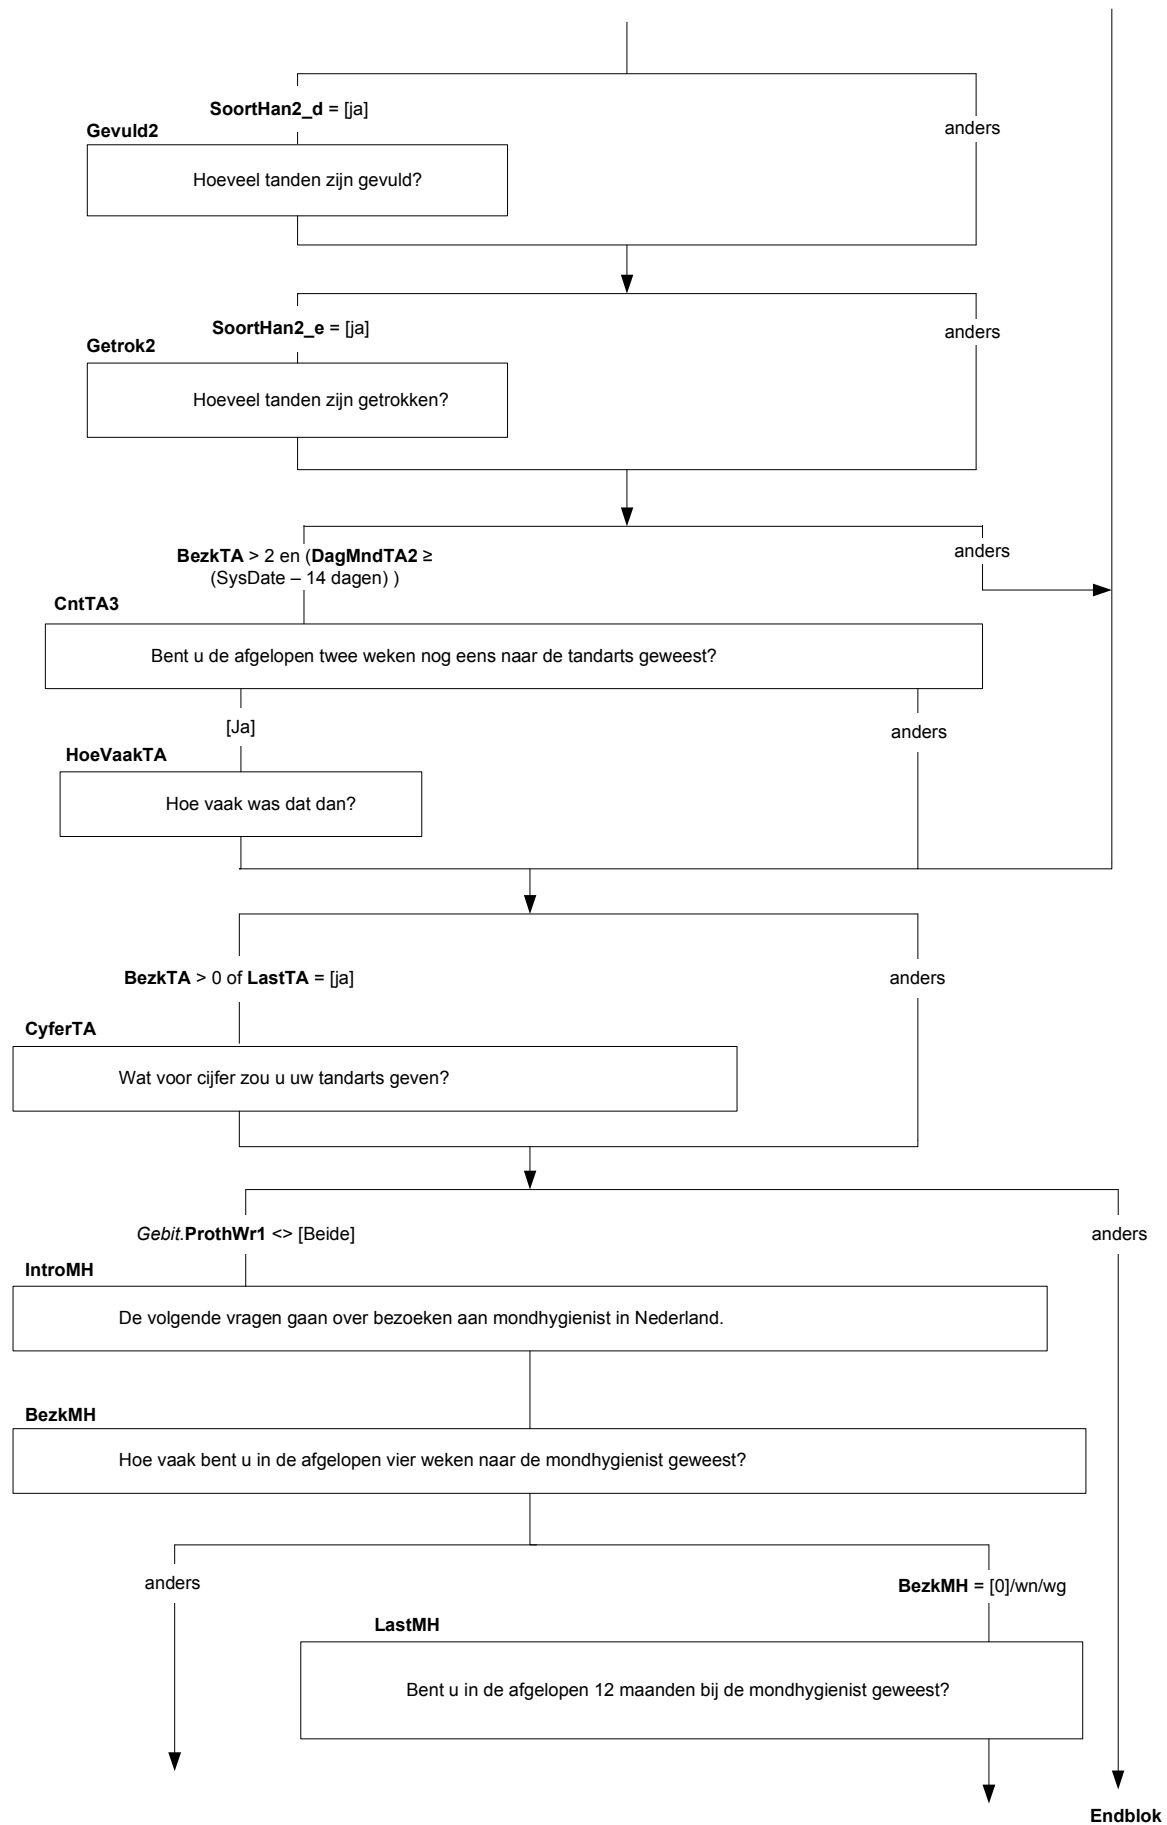 SoortHan2_d = [ja]
anders
Gevuld2
Hoeveel tanden zijn gevuld?
SoortHan2_e = [ja]
anders
Getrok2
Hoeveel tanden zijn getrokken?
BezkTA > 2 en (DagMndTA2 ≥
(SysDate – 14 dagen) )
anders
CntTA3
Bent u de afgelopen twee weken nog eens naar de tandarts geweest?
[Ja]
anders
HoeVaakTA
Hoe vaak was dat dan?
BezkTA > 0 of LastTA = [ja]
anders
CyferTA
Wat voor cijfer zou u uw tandarts geven?
Gebit.ProthWr1 <> [Beide]
anders
IntroMH
De volgende vragen gaan over bezoeken aan mondhygienist in Nederland.
BezkMH
Hoe vaak bent u in de afgelopen vier weken naar de mondhygienist geweest?
anders
BezkMH = [0]/wn/wg
LastMH
Bent u in de afgelopen 12 maanden bij de mondhygienist geweest?
Endblok